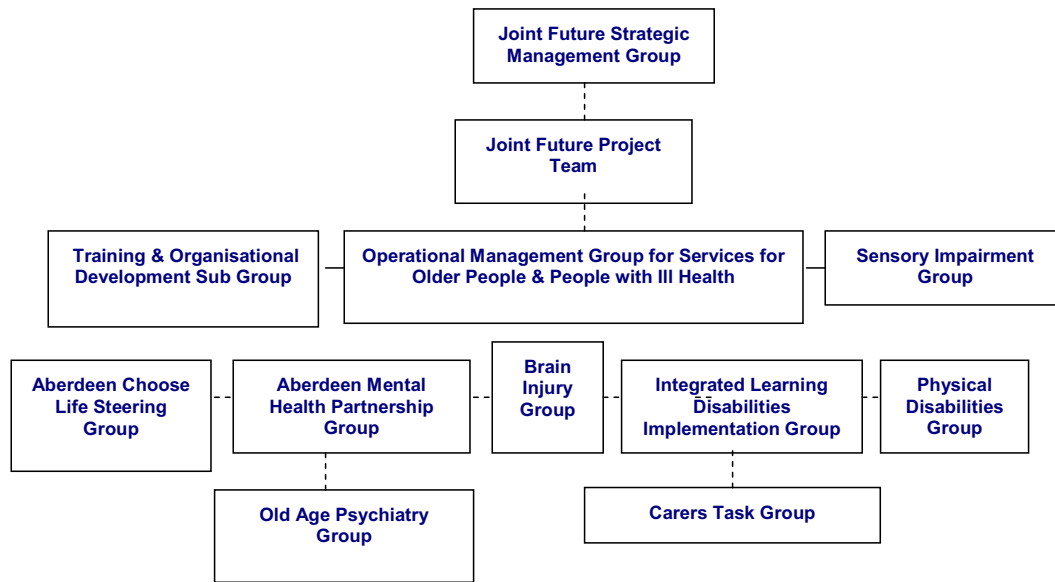 Joint Future Strategic
Management Group
Joint Future Project
Team
Training & Organisational
Development Sub Group
Operational Management Group for Services for
Older People & People with Ill Health
Sensory Impairment
Group
Aberdeen Choose
Life Steering
Group
Aberdeen Mental
Health Partnership
Group
Brain
Injury
Group
Integrated Learning
Disabilities
Implementation Group
Physical
Disabilities
Group
Old Age Psychiatry
Group
Carers Task Group